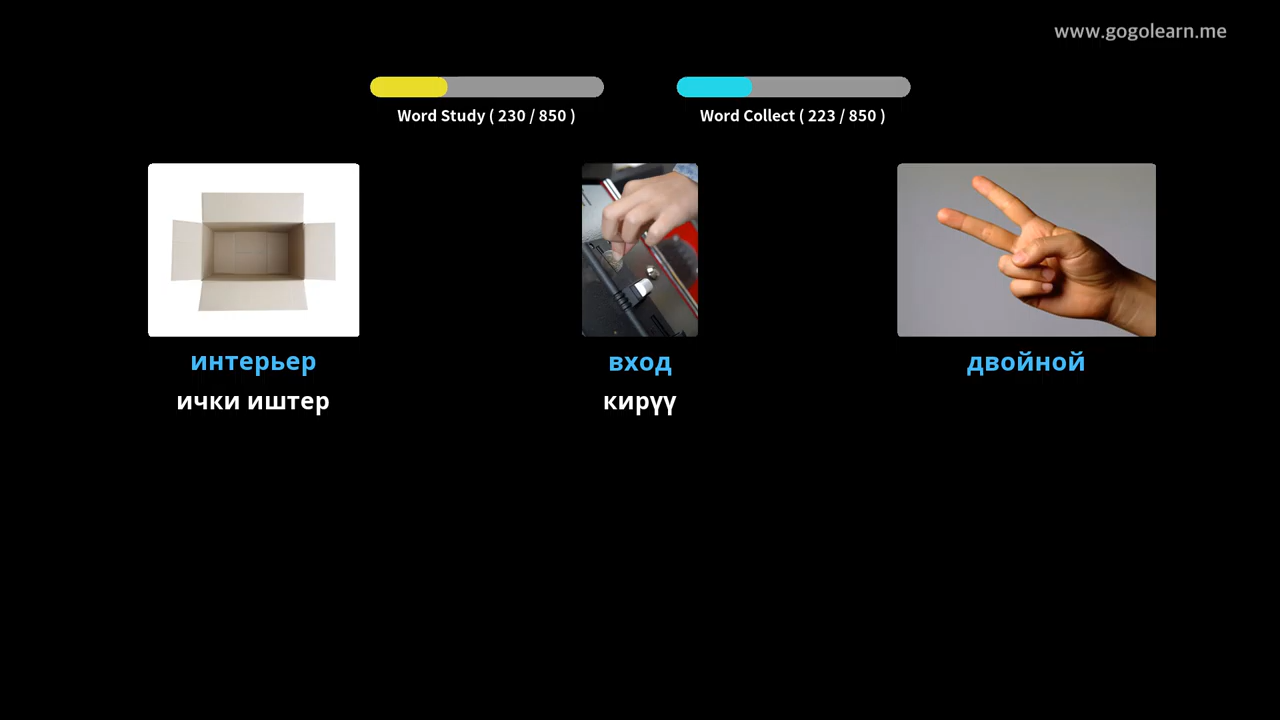 www.gogolearn.me
Word Study ( 230 / 850 )
Word Collect ( 223 / 850 )
интерьер
вход
двойной
ички иштер
кирүү